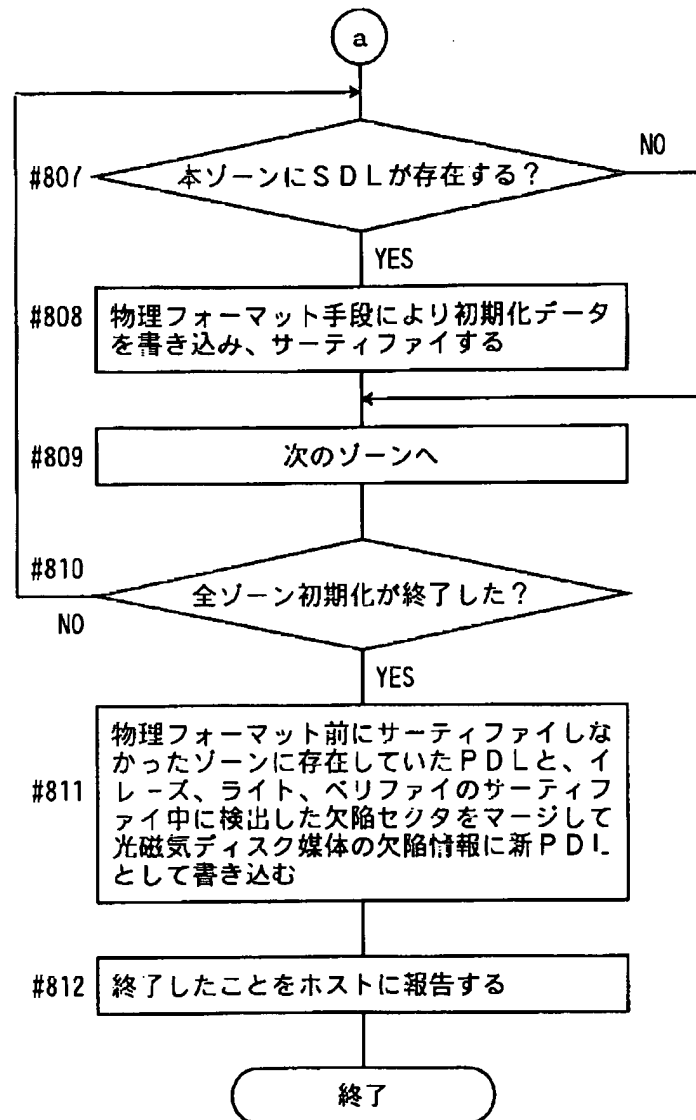 a
NO
#807
本ゾーンにSDLが存在する?
YES
#808
物理フォーマット手段により初期化データ
を書き込み、サーティファイする
#809
次のゾーンへ
#810
全ゾーン初期化が終了した?
NO
YES
#811
物理フォーマット前にサーティファイしな
かったゾーンに存在していたPDLと、イ
レーズ、ライト、ベリファイのサーティフ
ァイ中に検出した欠陥セクタをマージして
光磁気ディスク媒体の欠陥情報に新PDL
として書き込む
#812
終了したことをホストに報告する
終了